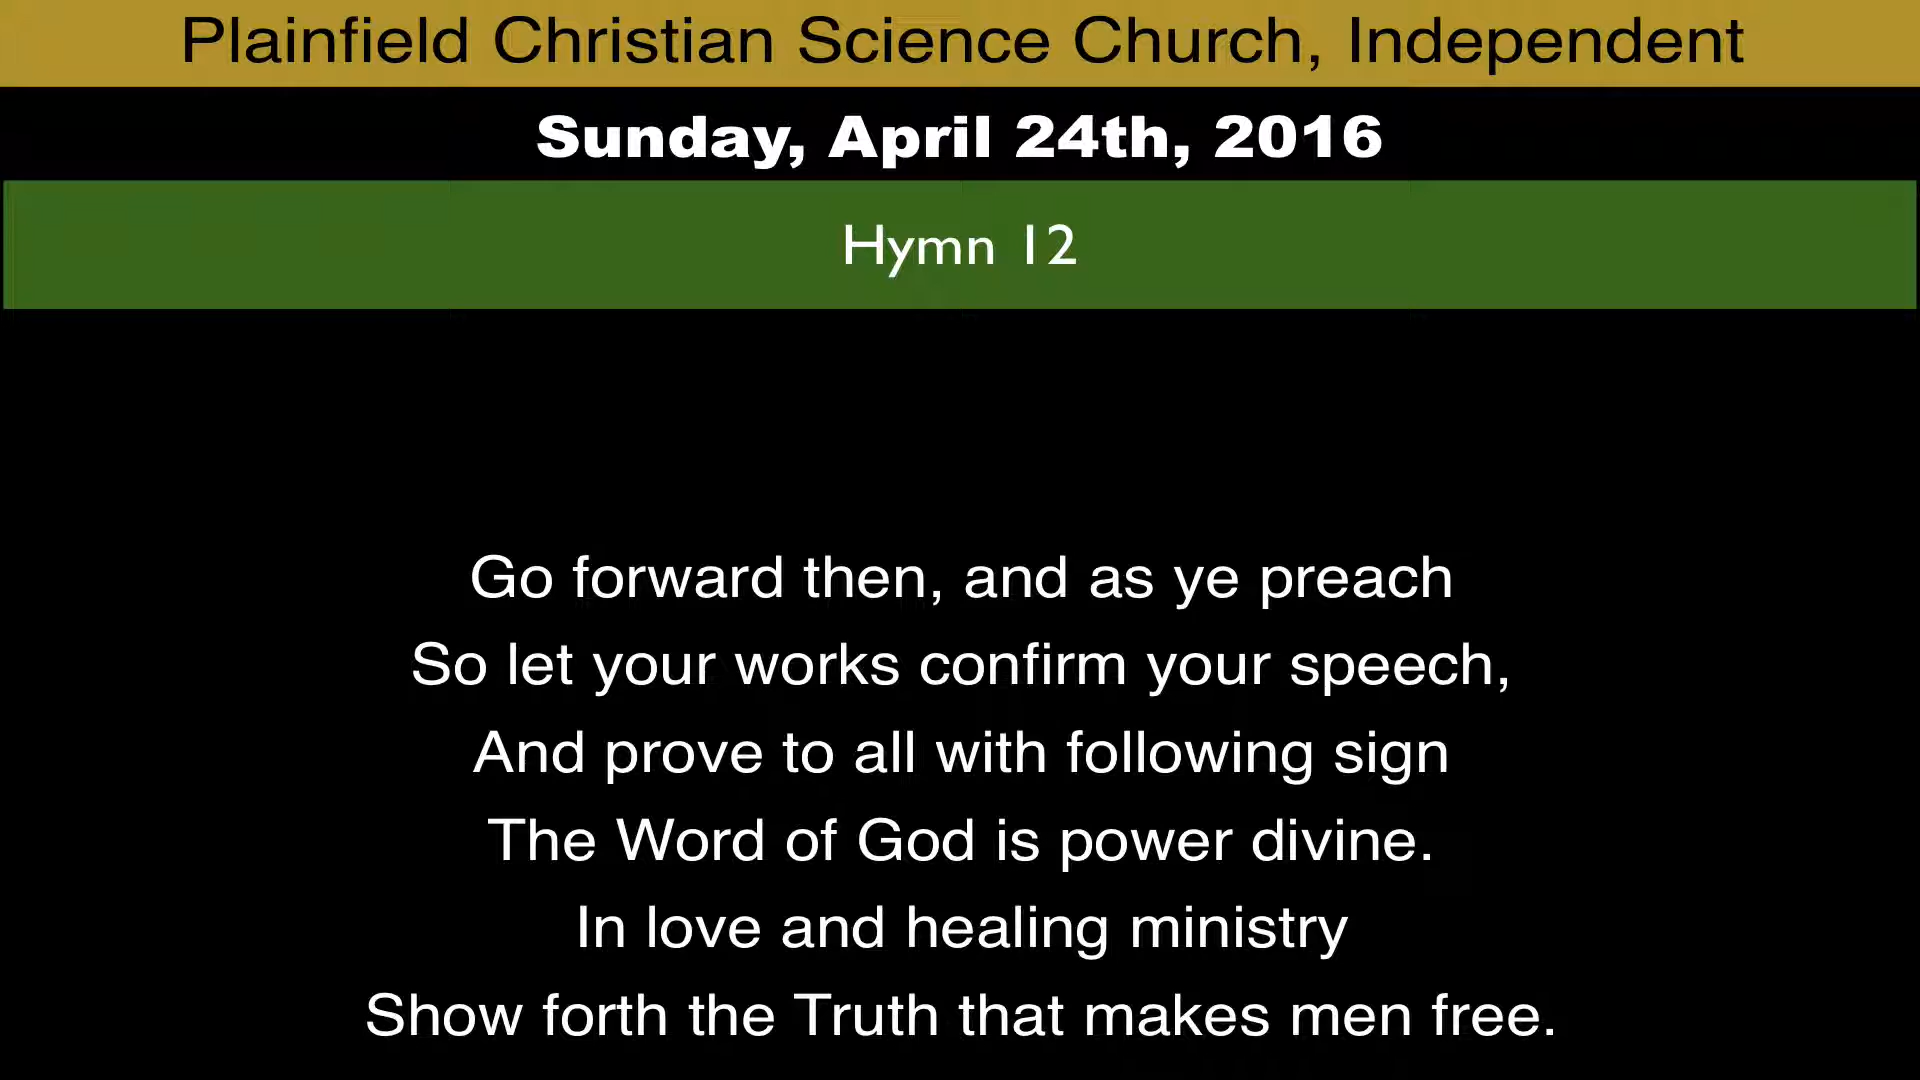 Plainfield Christian Science Church, Independent
Sunday, April 24th, 2016
Hymn 12
Go forward then, and as ye preach
So let your works confirm your speech,
And prove to all with following sign
The Word of God is power divine.
In love and healing ministry
Show forth the Truth that makes men free.